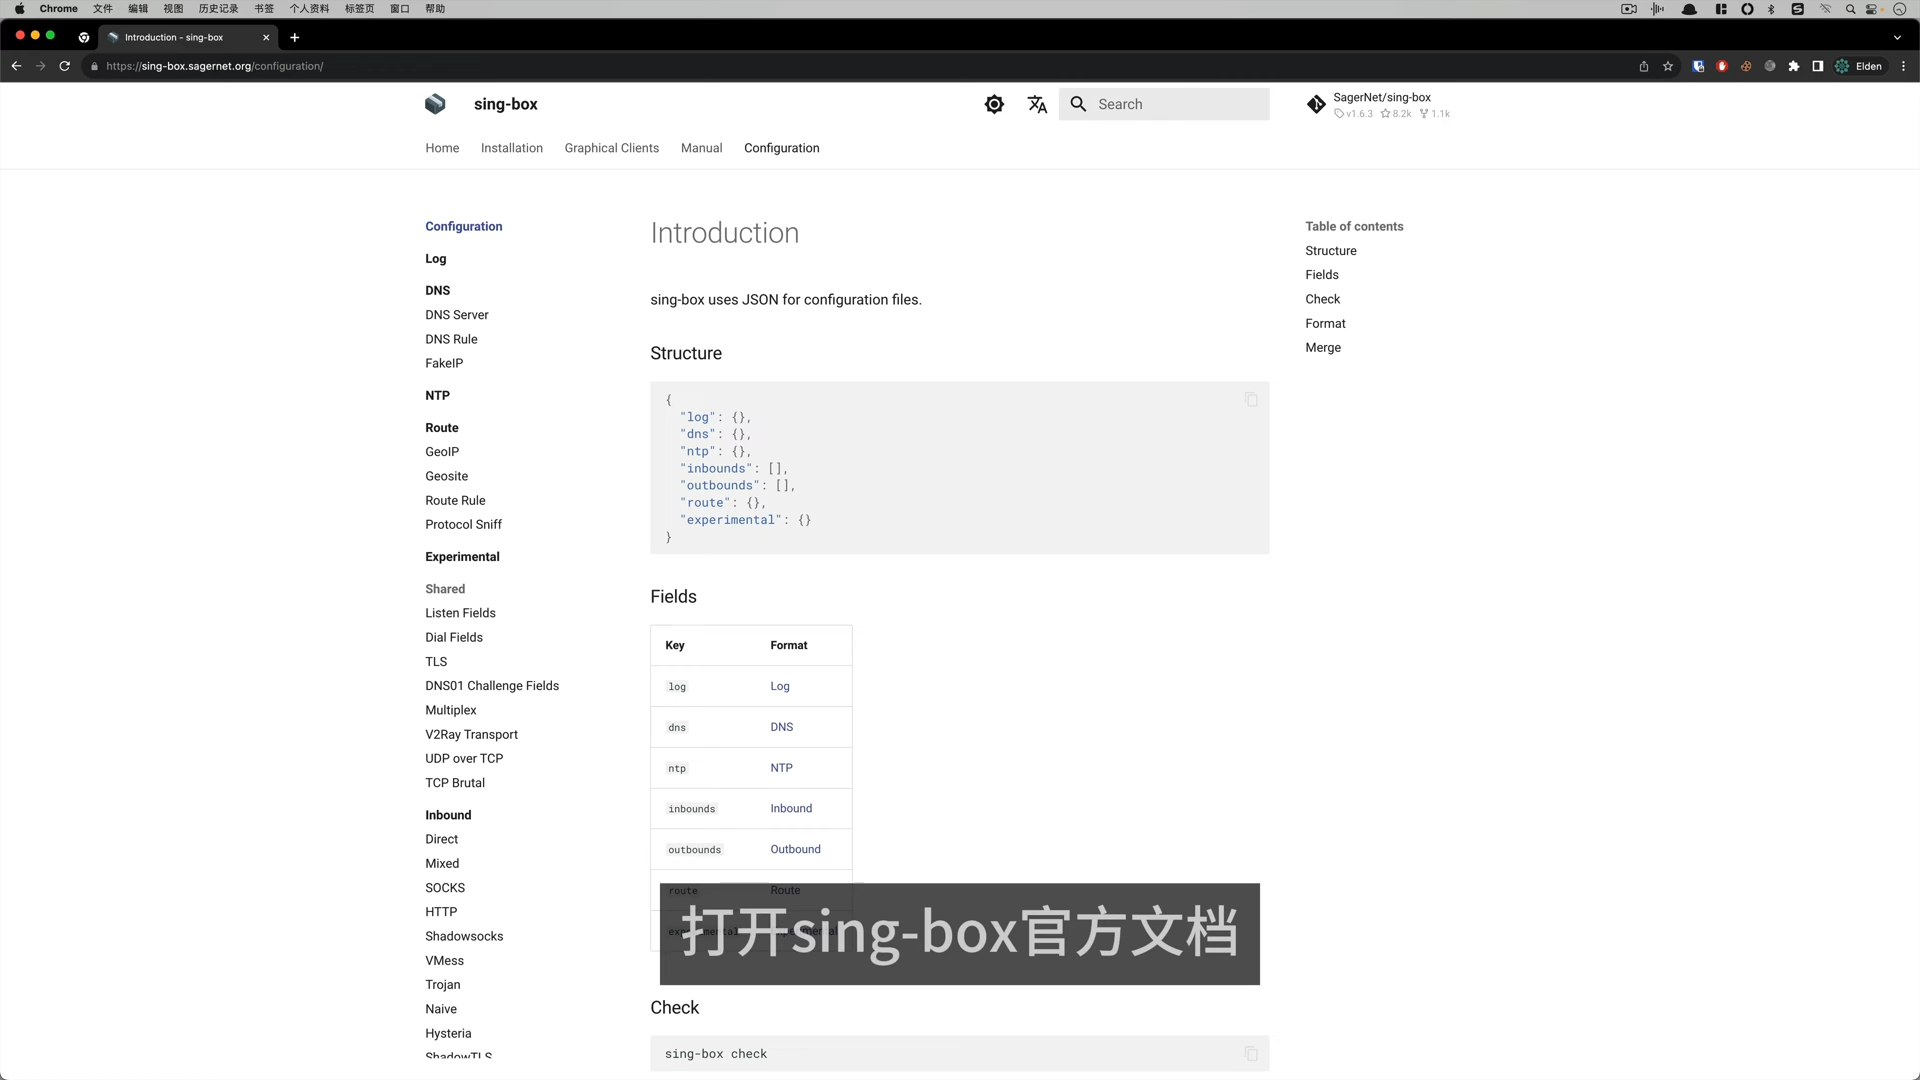 Chrome 文件 编辑 视图 历史记录 书签 个人资料 标签页 窗口 帮助
Introduction - sing-box
https://sing-box.sagernet.org/configuration/
Elden
sing-box
Search
SagerNet/sing-box
v1.6.3 8.2k 1.1k
Home Installation Graphical Clients Manual Configuration
Configuration
Log
DNS
DNS Server
DNS Rule
FakeIP
NTP
Route
GeoIP
Geosite
Route Rule
Protocol Sniff
Experimental
Shared
Listen Fields
Dial Fields
TLS
DNS01 Challenge Fields
Multiplex
V2Ray Transport
UDP over TCP
TCP Brutal
Inbound
Direct
Mixed
SOCKS
HTTP
Shadowsocks
VMess
Trojan
Naive
Hysteria
ShadowTLS
Introduction
sing-box uses JSON for configuration files.
Structure
{
"log": {},
"dns": {},
"ntp": {},
"inbounds": [],
"outbounds": [],
"route": {},
"experimental": {}
}
Fields
Key Format
log Log
dns DNS
ntp NTP
inbounds Inbound
outbounds Outbound
route Route
experimental Experimental
打开sing-box官方文档
Check
sing-box check
Table of contents
Structure
Fields
Check
Format
Merge